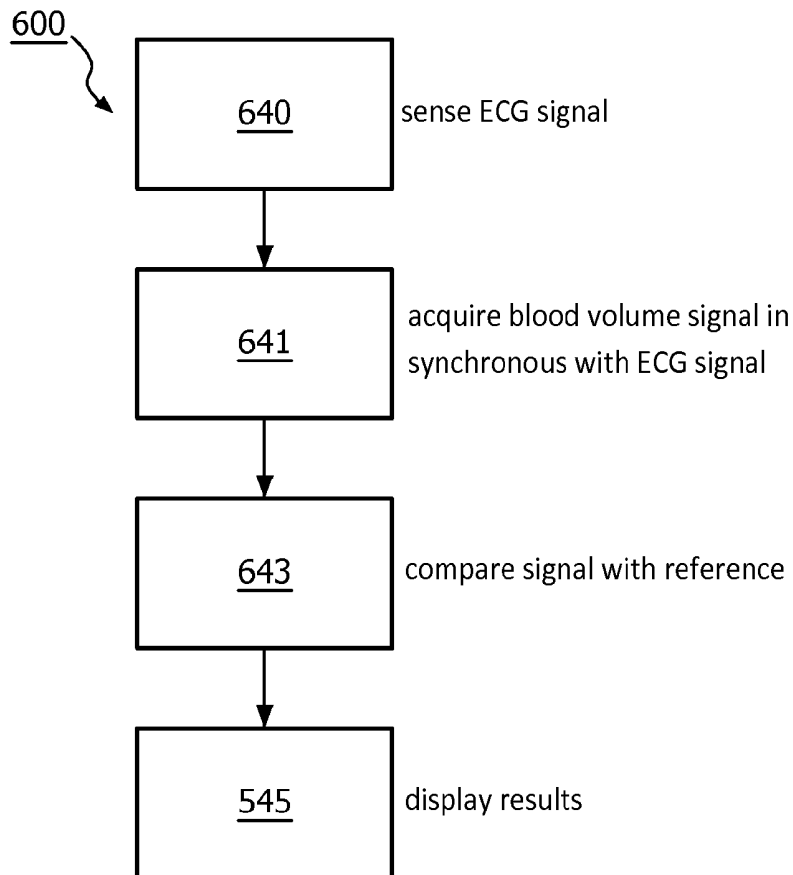 600
640
sense ECG signal
641
acquire blood volume signal in
synchronous with ECG signal
643
compare signal with reference
545
display results